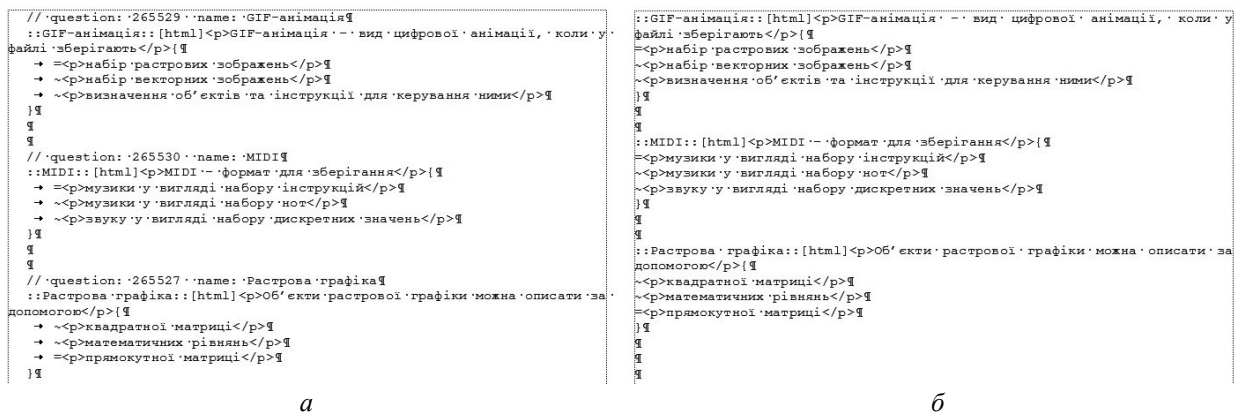 // question: 265529  name: GIF-анімація¶
::GIF-анімація::[html]<p>GIF-анімація – вид цифрової анімації, коли у
файлі зберігають</p>{¶
→ =<p>набір растрових зображень</p>¶
→ ~<p>набір векторних зображень</p>¶
→ ~<p>визначення об’єктів та інструкції для керування ними</p>¶
}¶
¶
¶
// question: 265530  name: MIDI¶
::MIDI::[html]<p>MIDI – формат для зберігання</p>{¶
→ =<p>музики у вигляді набору інструкцій</p>¶
→ ~<p>музики у вигляді набору нот</p>¶
→ ~<p>звуку у вигляді набору дискретних значень</p>¶
}¶
¶
¶
// question: 265527  name: Растрова графіка¶
::Растрова графіка::[html]<p>Об’єкти растрової графіки можна описати за
допомогою</p>{¶
→ ~<p>квадратної матриці</p>¶
→ ~<p>математичних рівнянь</p>¶
→ =<p>прямокутної матриці</p>¶
}¶
а
::GIF-анімація::[html]<p>GIF-анімація – вид цифрової анімації, коли у
файлі зберігають</p>{¶
=<p>набір растрових зображень</p>¶
~<p>набір векторних зображень</p>¶
~<p>визначення об’єктів та інструкції для керування ними</p>¶
}¶
¶
¶
::MIDI::[html]<p>MIDI – формат для зберігання</p>{¶
=<p>музики у вигляді набору інструкцій</p>¶
~<p>музики у вигляді набору нот</p>¶
~<p>звуку у вигляді набору дискретних значень</p>¶
}¶
¶
¶
::Растрова графіка::[html]<p>Об’єкти растрової графіки можна описати за
допомогою</p>{¶
~<p>квадратної матриці</p>¶
~<p>математичних рівнянь</p>¶
=<p>прямокутної матриці</p>¶
}¶
¶
¶
¶
б